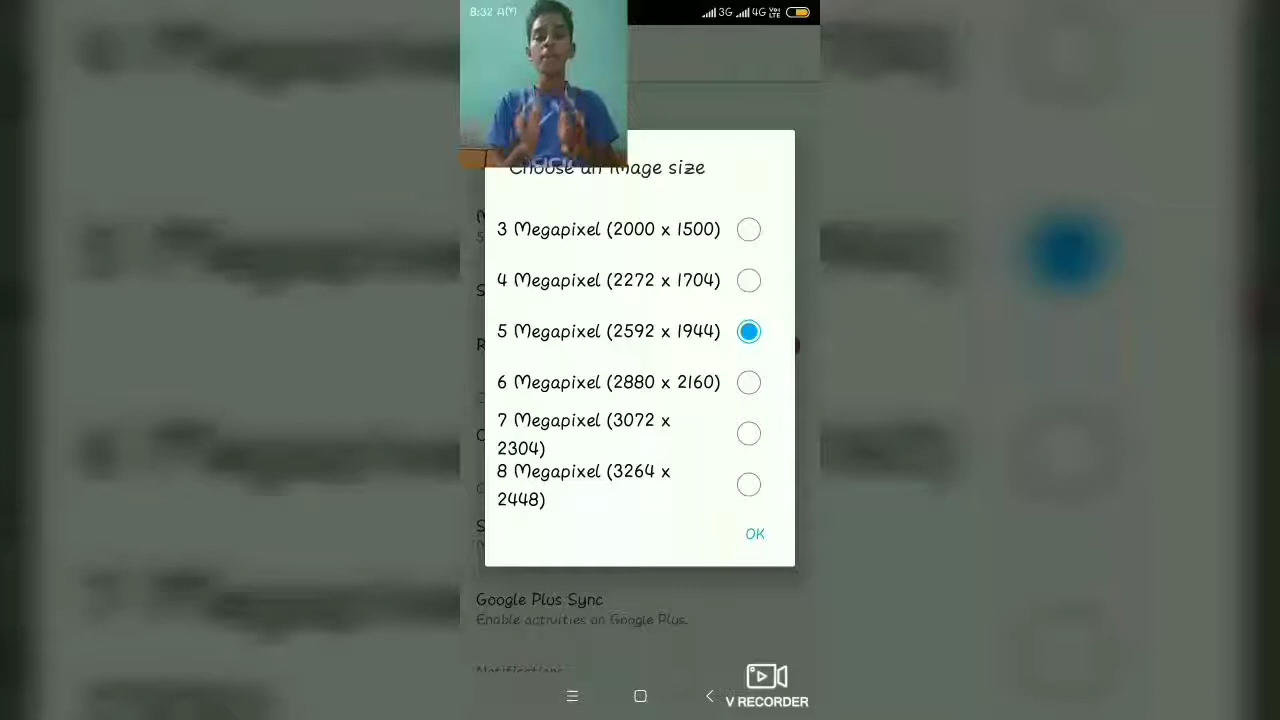 8:32 AM
3G 4G VoLTE
Choose an image size
3 Megapixel (2000 x 1500)
4 Megapixel (2272 x 1704)
5 Megapixel (2592 x 1944)
6 Megapixel (2880 x 2160)
7 Megapixel (3072 x
2304)
8 Megapixel (3264 x
2448)
OK
Google Plus Sync
Enable activities on Google Plus.
Notifications
V RECORDER